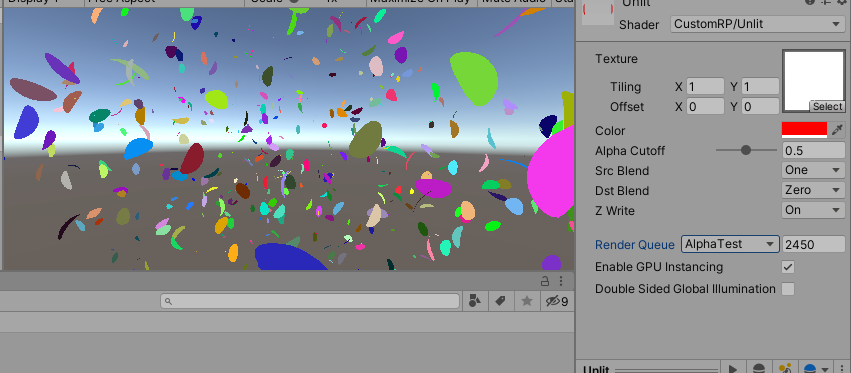 Display 1
Free Aspect
Scale
1x
Maximize On Play
Mute Audio
Sta
Unlit
Shader
CustomRP/Unlit
Texture
Tiling X 1 Y 1
Offset X 0 Y 0
Select
Color
Alpha Cutoff 0.5
Src Blend One
Dst Blend Zero
Z Write On
Render Queue AlphaTest 2450
Enable GPU Instancing
Double Sided Global Illumination
9
Unlit